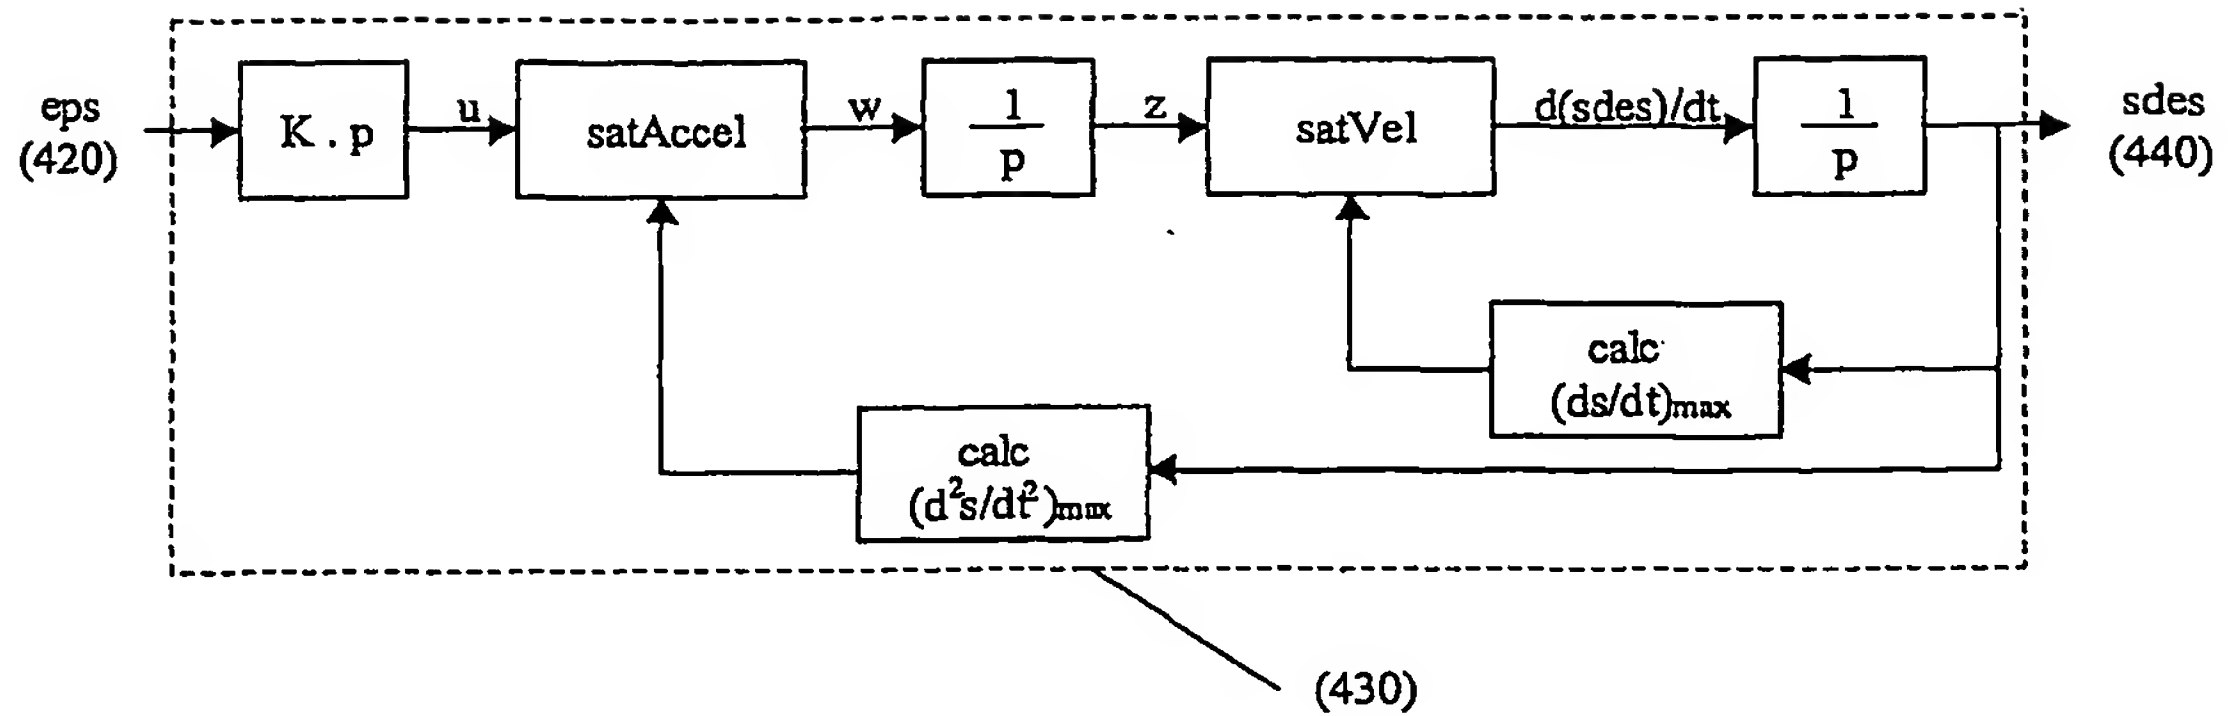 eps
(420)
K . p
u
satAccel
w
1
p
z
satVel
d(sdes)/dt
1
p
sdes
(440)
calc
(ds/dt)max
calc
(d²s/dt²)max
(430)